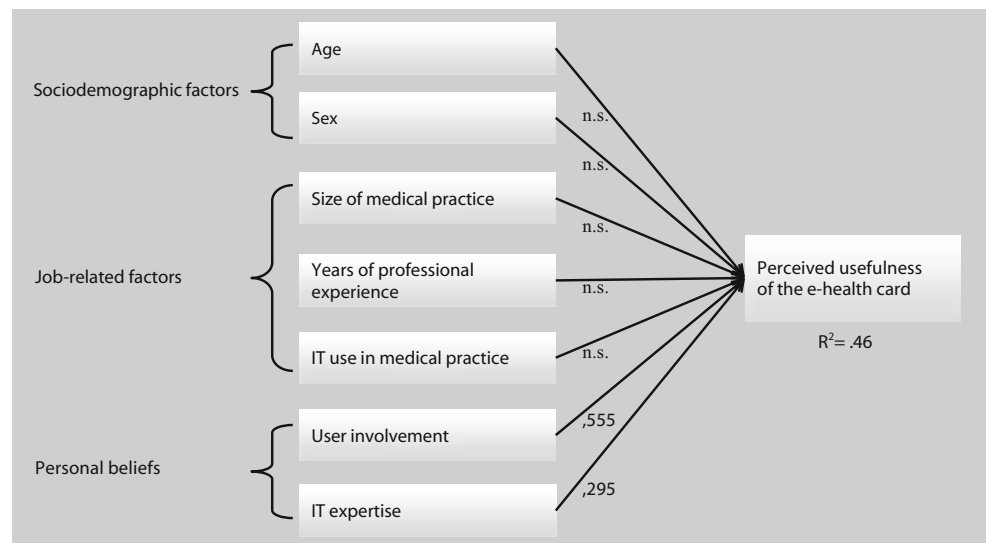 Sociodemographic factors
Age
n.s.
Sex
n.s.
Job-related factors
Size of medical practice
n.s.
Years of professional
experience
n.s.
IT use in medical practice
n.s.
Personal beliefs
User involvement
,555
IT expertise
,295
Perceived usefulness
of the e-health card
R²= .46